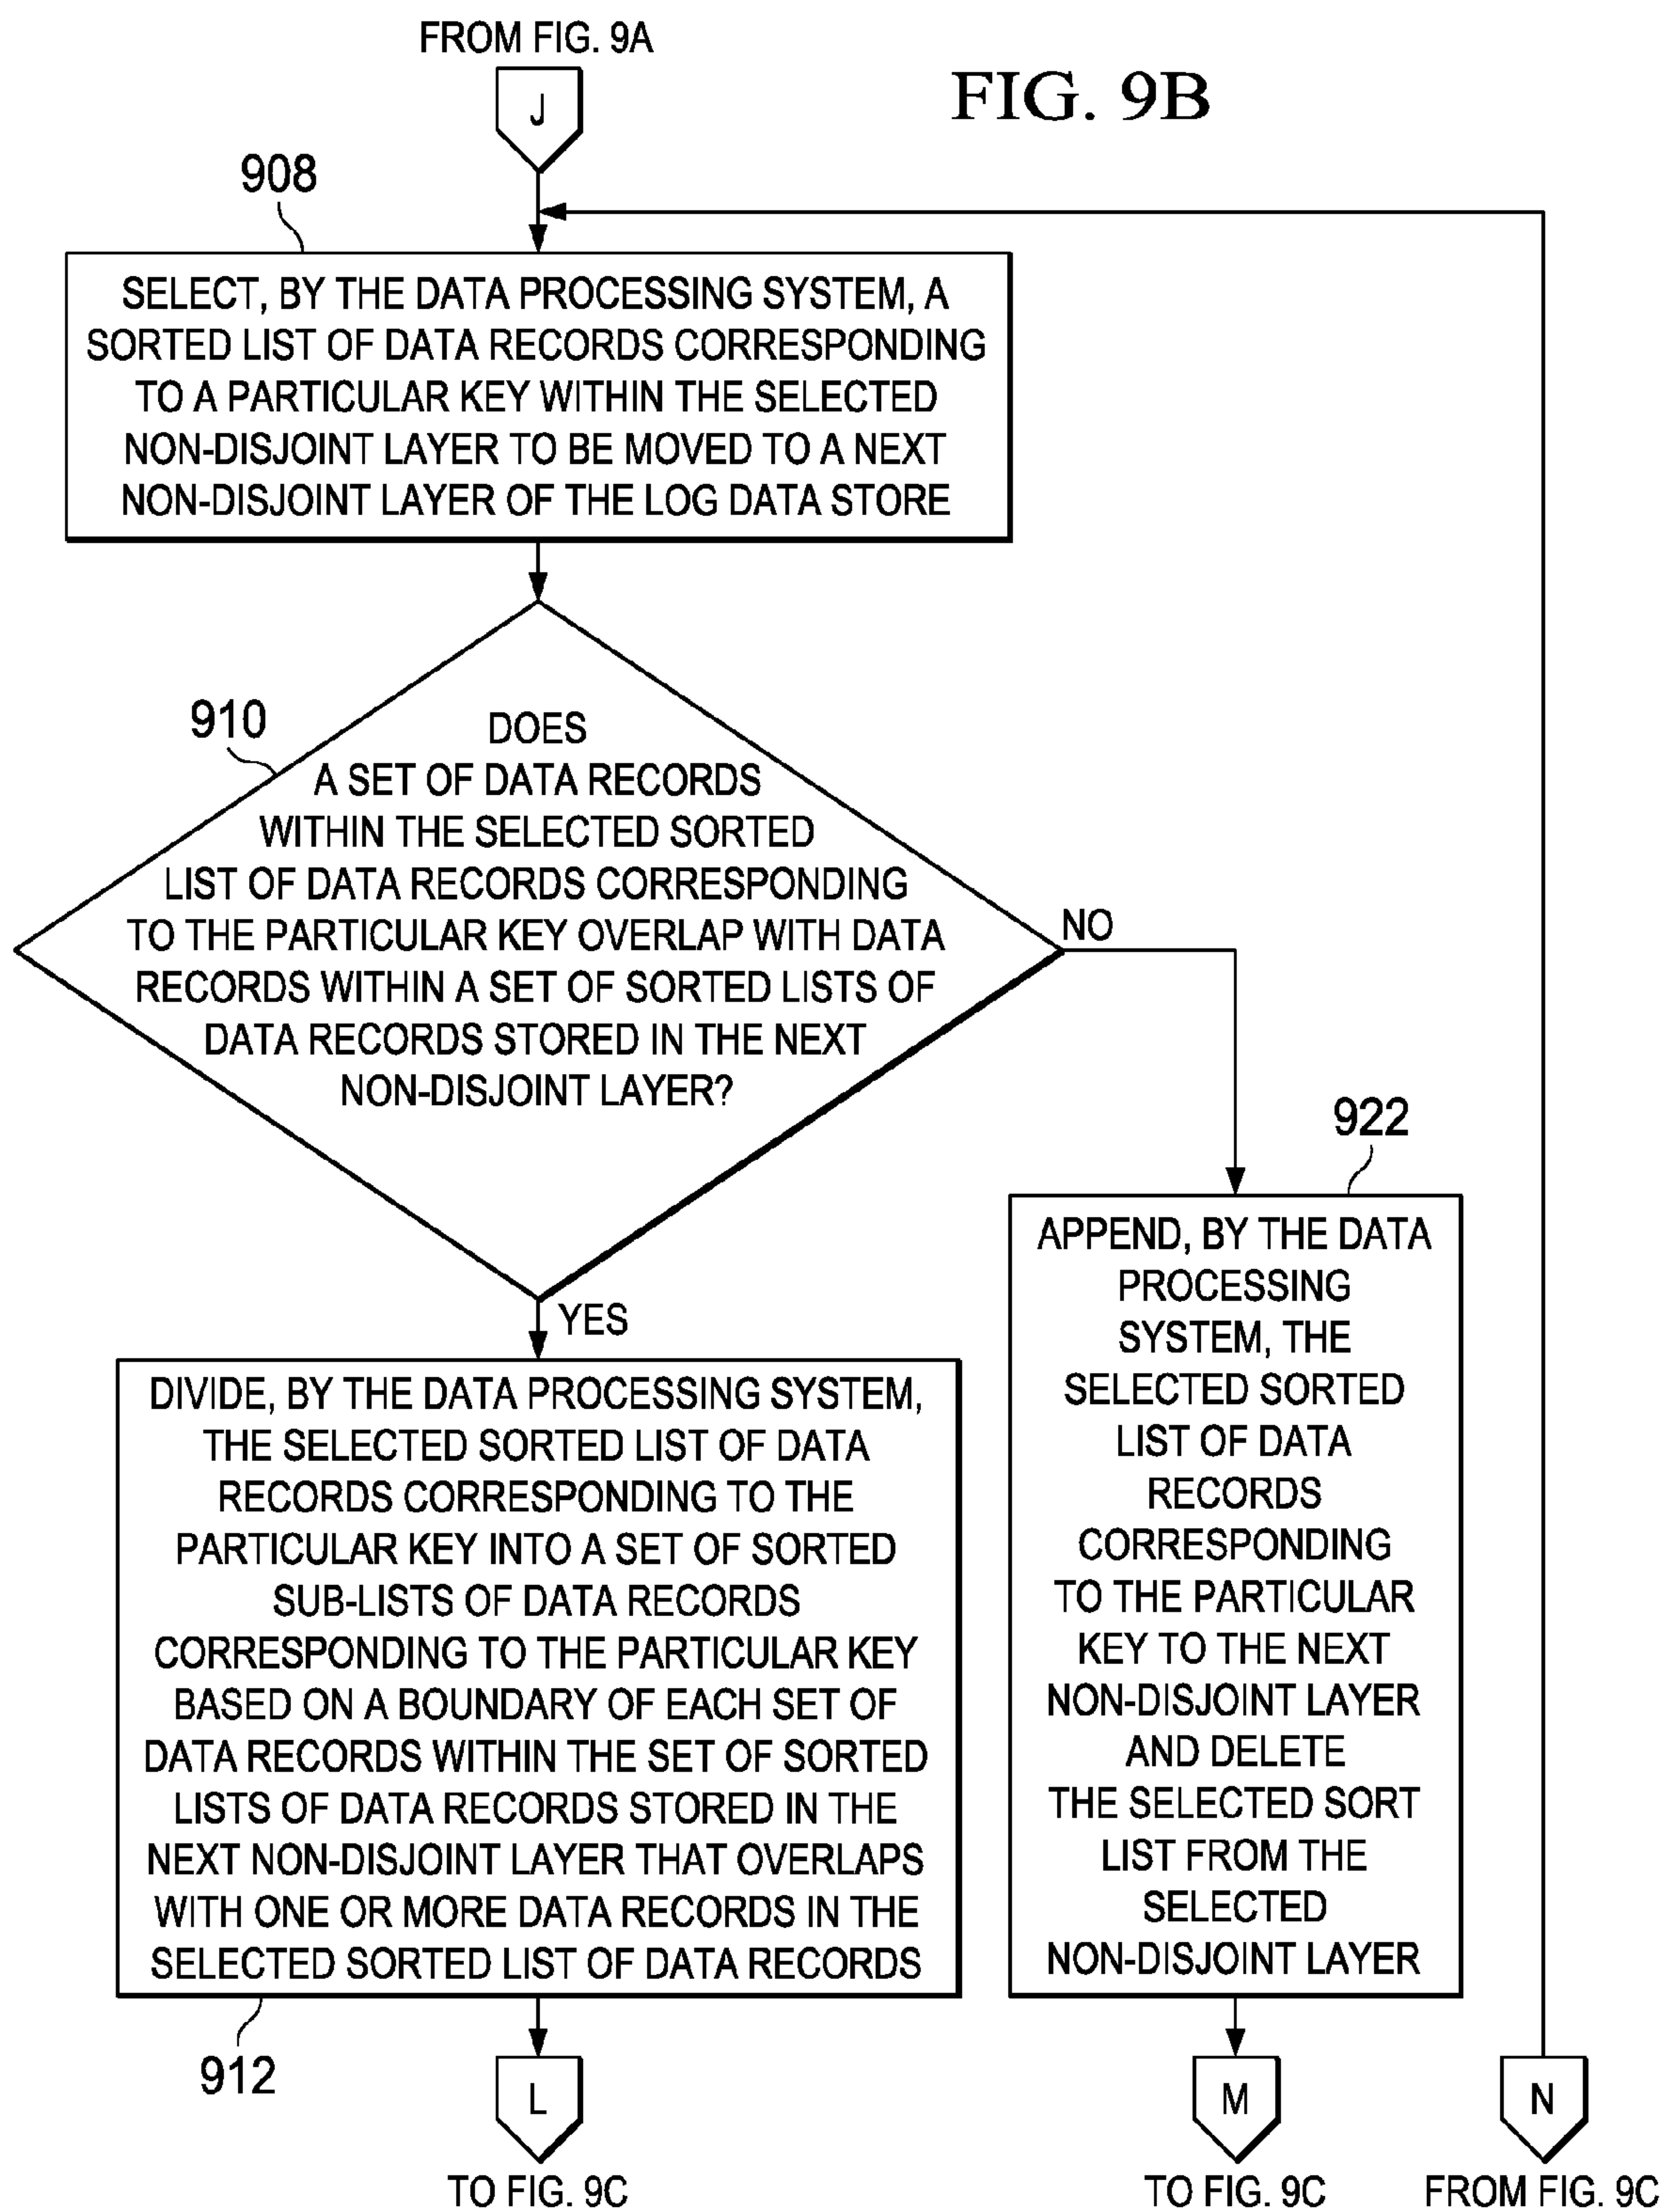 FROM FIG. 9A
FIG. 9B
J
908
SELECT, BY THE DATA PROCESSING SYSTEM, A
SORTED LIST OF DATA RECORDS CORRESPONDING
TO A PARTICULAR KEY WITHIN THE SELECTED
NON-DISJOINT LAYER TO BE MOVED TO A NEXT
NON-DISJOINT LAYER OF THE LOG DATA STORE
910
DOES
A SET OF DATA RECORDS
WITHIN THE SELECTED SORTED
LIST OF DATA RECORDS CORRESPONDING
TO THE PARTICULAR KEY OVERLAP WITH DATA
RECORDS WITHIN A SET OF SORTED LISTS OF
DATA RECORDS STORED IN THE NEXT
NON-DISJOINT LAYER?
NO
YES
922
APPEND, BY THE DATA
PROCESSING
SYSTEM, THE
SELECTED SORTED
LIST OF DATA
RECORDS
CORRESPONDING
TO THE PARTICULAR
KEY TO THE NEXT
NON-DISJOINT LAYER
AND DELETE
THE SELECTED SORT
LIST FROM THE
SELECTED
NON-DISJOINT LAYER
DIVIDE, BY THE DATA PROCESSING SYSTEM,
THE SELECTED SORTED LIST OF DATA
RECORDS CORRESPONDING TO THE
PARTICULAR KEY INTO A SET OF SORTED
SUB-LISTS OF DATA RECORDS
CORRESPONDING TO THE PARTICULAR KEY
BASED ON A BOUNDARY OF EACH SET OF
DATA RECORDS WITHIN THE SET OF SORTED
LISTS OF DATA RECORDS STORED IN THE
NEXT NON-DISJOINT LAYER THAT OVERLAPS
WITH ONE OR MORE DATA RECORDS IN THE
SELECTED SORTED LIST OF DATA RECORDS
912
L
M
N
TO FIG. 9C
TO FIG. 9C
FROM FIG. 9C